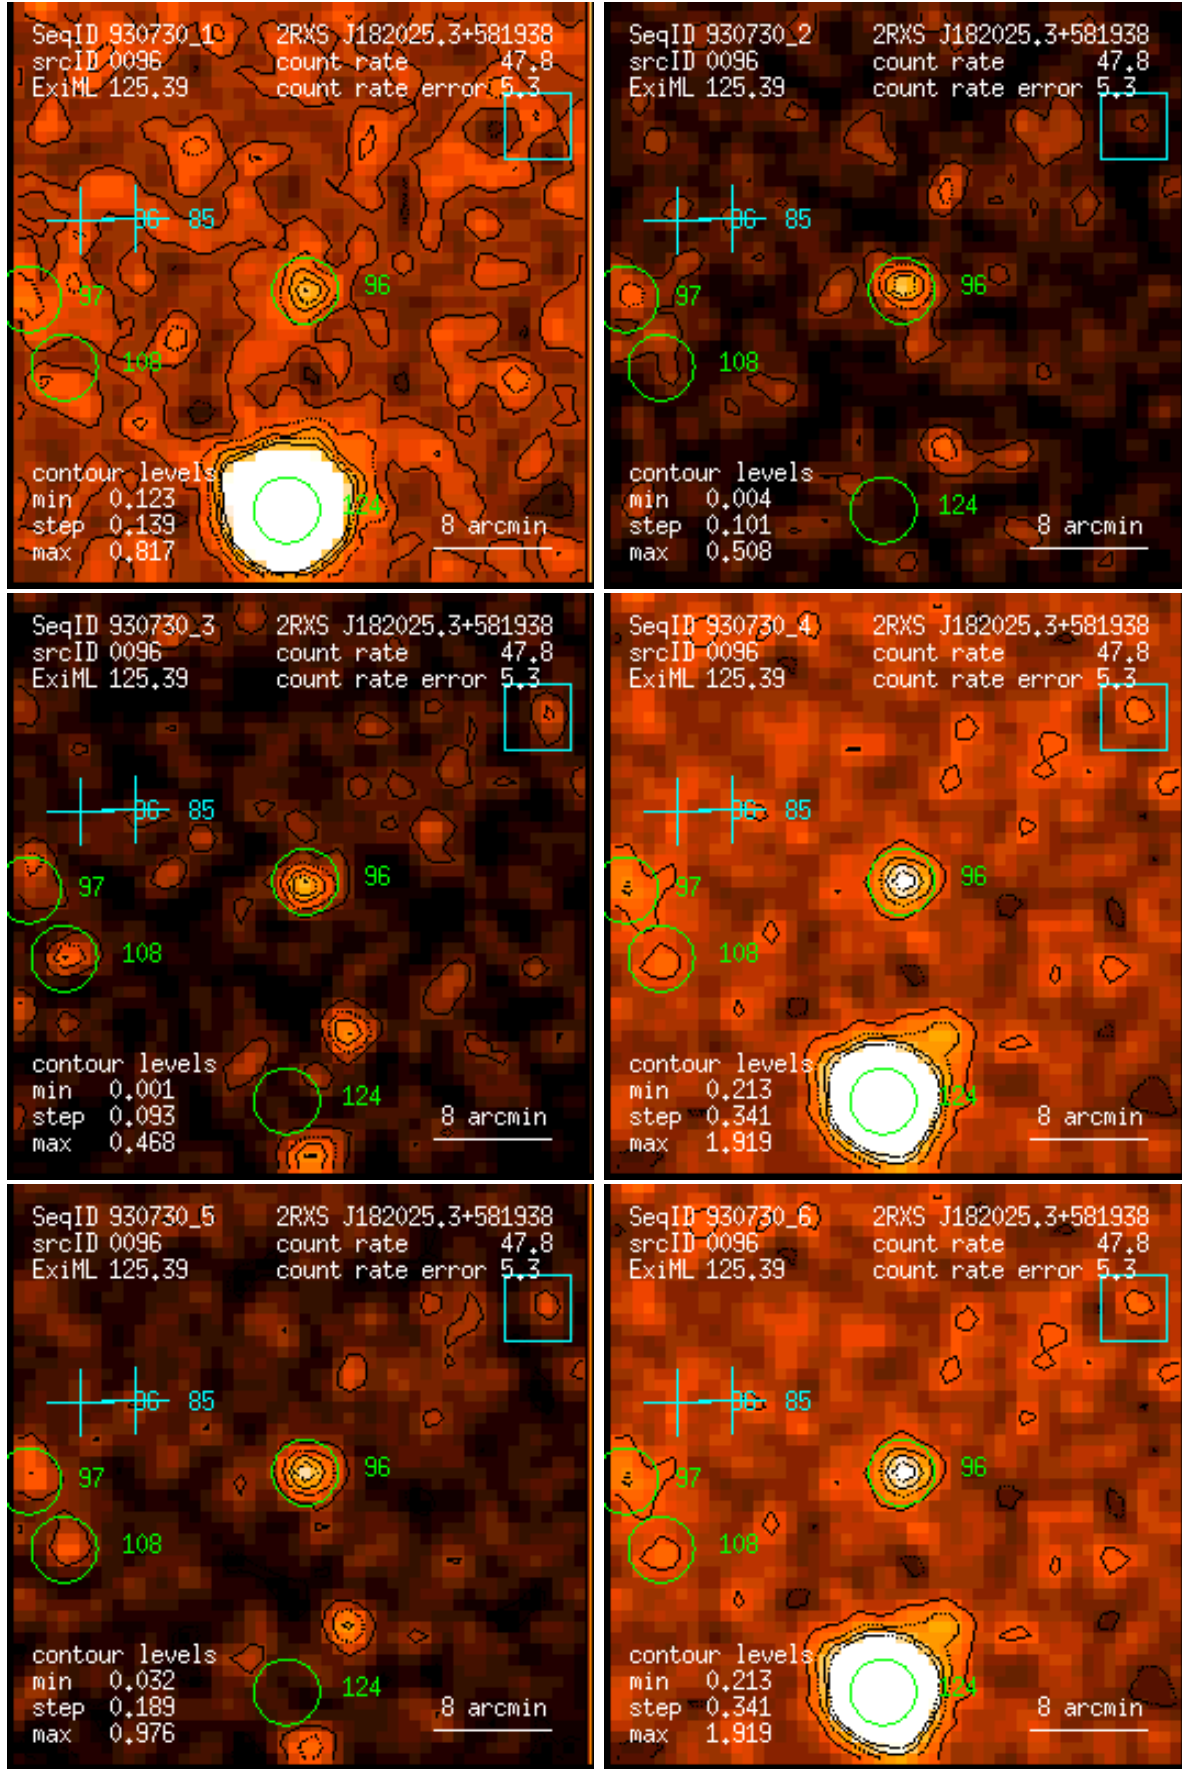 SeqID 930730_1 2RXS J182025.3+581938
srcID 0096 count rate 47.8
ExiML 125.39 count rate error 5.3
96 85
97
96
108
contour levels
min 0.123
124
step 0.139 8 arcmin
max 0.817
SeqID 930730_2 2RXS J182025.3+581938
srcID 0096 count rate 47.8
ExiML 125.39 count rate error 5.3
96 85
97
96
108
contour levels
min 0.004
124
step 0.101 8 arcmin
max 0.508
SeqID 930730_3 2RXS J182025.3+581938
srcID 0096 count rate 47.8
ExiML 125.39 count rate error 5.3
96 85
97
96
108
contour levels
min 0.001
124
step 0.093 8 arcmin
max 0.468
SeqID 930730_4 2RXS J182025.3+581938
srcID 0096 count rate 47.8
ExiML 125.39 count rate error 5.3
96 85
97
96
108
contour levels
min 0.213
124
step 0.341 8 arcmin
max 1.919
SeqID 930730_5 2RXS J182025.3+581938
srcID 0096 count rate 47.8
ExiML 125.39 count rate error 5.3
96 85
97
96
108
contour levels
min 0.032
124
step 0.189 8 arcmin
max 0.976
SeqID 930730_6 2RXS J182025.3+581938
srcID 0096 count rate 47.8
ExiML 125.39 count rate error 5.3
96 85
97
96
108
contour levels
min 0.213
124
step 0.341 8 arcmin
max 1.919